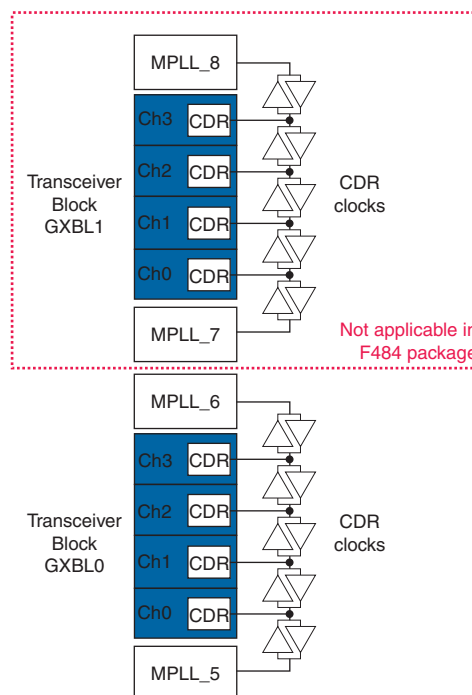 MPLL_8
Ch3 CDR
Ch2 CDR
Transceiver
Block
GXBL1
CDR
clocks
Ch1 CDR
Ch0 CDR
MPLL_7
Not applicable in
F484 package
MPLL_6
Ch3 CDR
Ch2 CDR
Transceiver
Block
GXBL0
CDR
clocks
Ch1 CDR
Ch0 CDR
MPLL_5